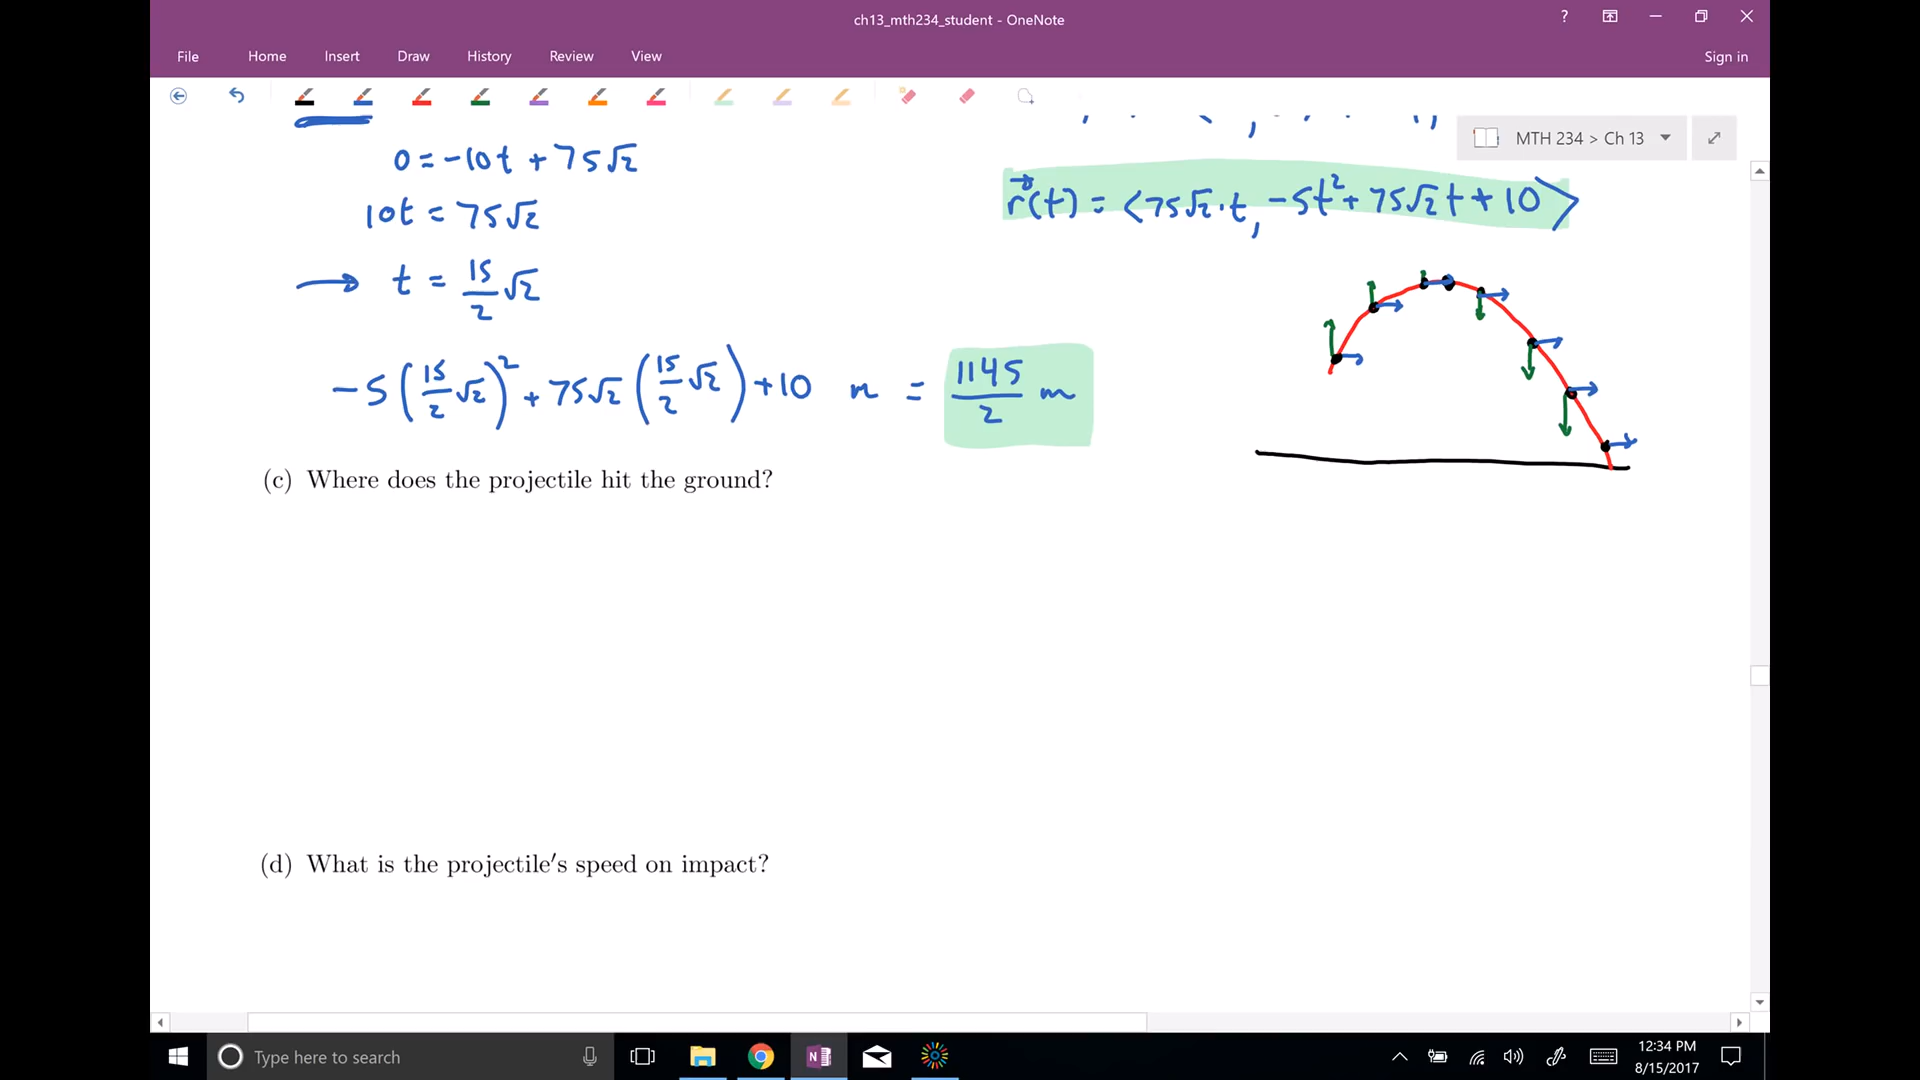 ch13_mth234_student - OneNote
?
File Home Insert Draw History Review View Sign in
MTH 234 > Ch 13
0 = -10t + 75√2
10t = 75√2
→ t = 15/2 √2
-5 (15/2 √2)² + 75√2 (15/2 √2) + 10 m = 1145/2 m
r⃗(t) = <75√2·t, -5t² + 75√2t + 10>
(c) Where does the projectile hit the ground?
(d) What is the projectile′s speed on impact?
Type here to search
N
12:34 PM
8/15/2017